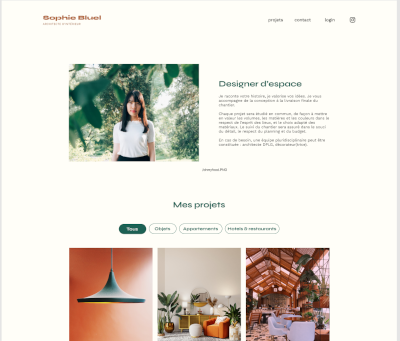 Sophie Bluel
projets
contact
login
Designer d'espace
Je raconte votre histoire, je valorise vos idées. Je vous
accompagne de la conception à la livraison finale du
chantier.
Chaque projet sera étudié en commun, de façon à mettre
en valeur les volumes, les matières et les couleurs dans le
respect de l'esprit des lieux et le choix adapté des
matériaux. Le suivi du chantier sera assuré dans le souci
du détail, le respect du planning et du budget.
En cas de besoin, une équipe pluridisciplinaire peut être
constituée : architecte DPLG, décorateur(trice)
Mes projets
Tous
Objets
Appartements
Hotels & restaurants